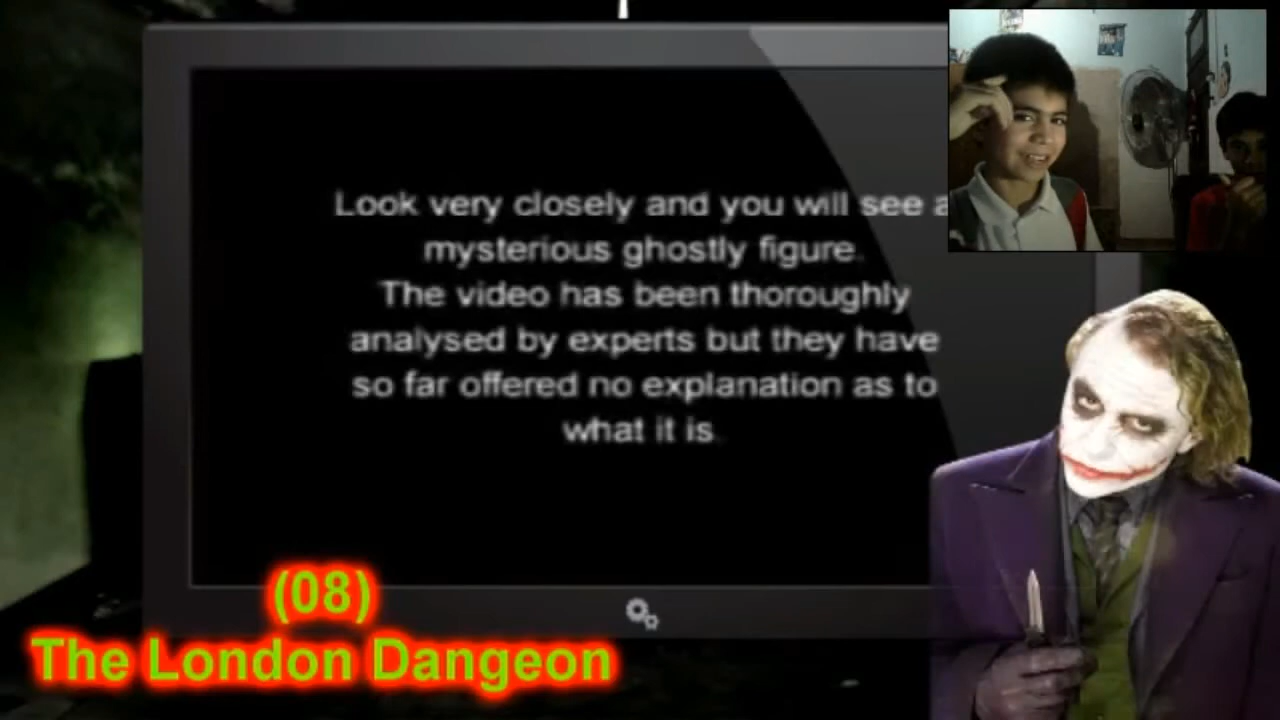 Look very closely and you will see a
mysterious ghostly figure.
The video has been thoroughly
analysed by experts but they have
so far offered no explanation as to
what it is.
(08)
The London Dangeon